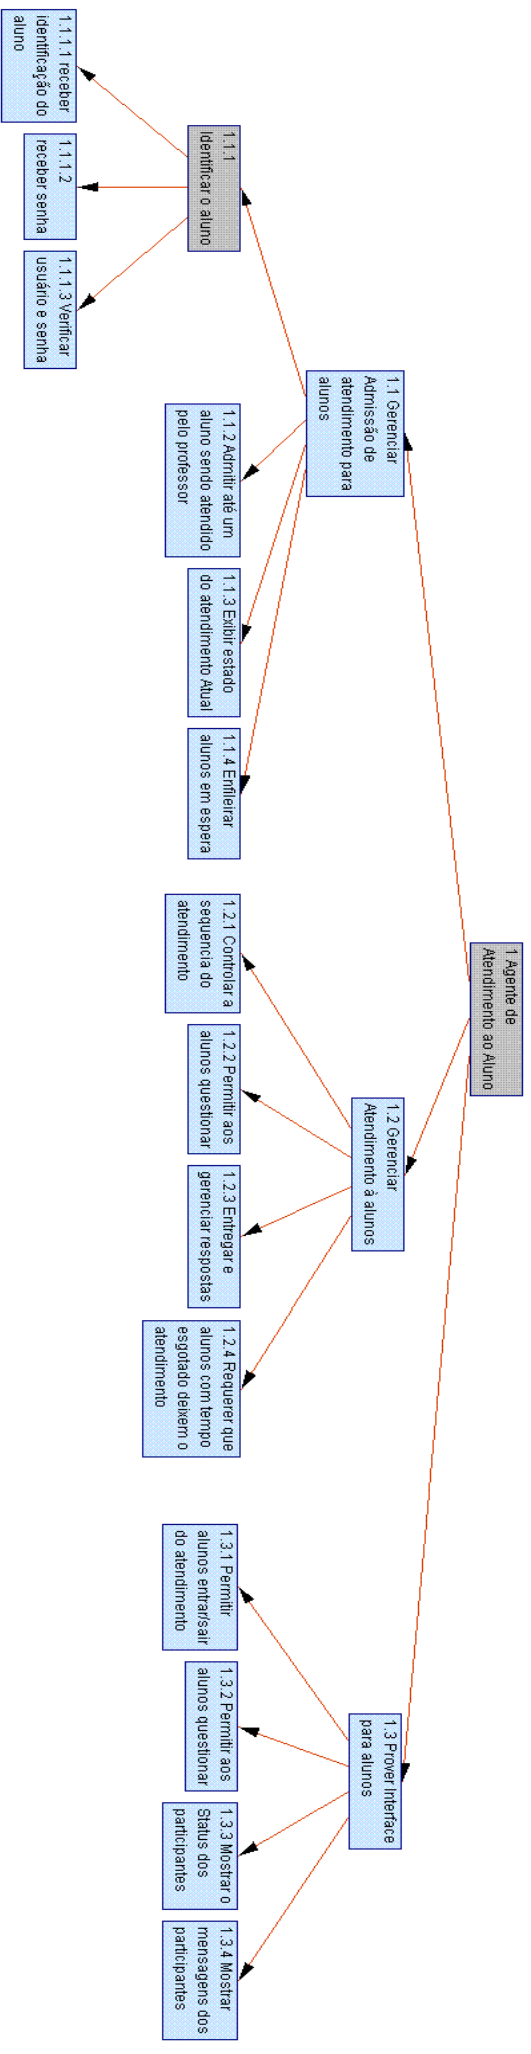 1 Agente de
Atendimento ao Aluno
1.1 Gerenciar
Admissão de
atendimento para
alunos
1.2 Gerenciar
Atendimento à alunos
1.3 Prover Interface
para alunos
1.1.1
Identificar o aluno
1.1.2 Admitir até um
aluno sendo atendido
pelo professor
1.1.3 Exibir estado
do atendimento Atual
1.1.4 Enfileirar
alunos em espera
1.2.1 Controlar a
sequencia do
atendimento
1.2.2 Permitir aos
alunos questionar
1.2.3 Entregar e
gerenciar respostas
1.2.4 Requerer que
alunos com tempo
esgotado deixem o
atendimento
1.3.1 Permitir
alunos entrar/sair
do atendimento
1.3.2 Permitir aos
alunos questionar
1.3.3 Mostrar o
Status dos
participantes
1.3.4 Mostrar
mensagens dos
participantes
1.1.1.1 receber
identificação do
aluno
1.1.1.2
receber senha
1.1.1.3 Verificar
usuário e senha